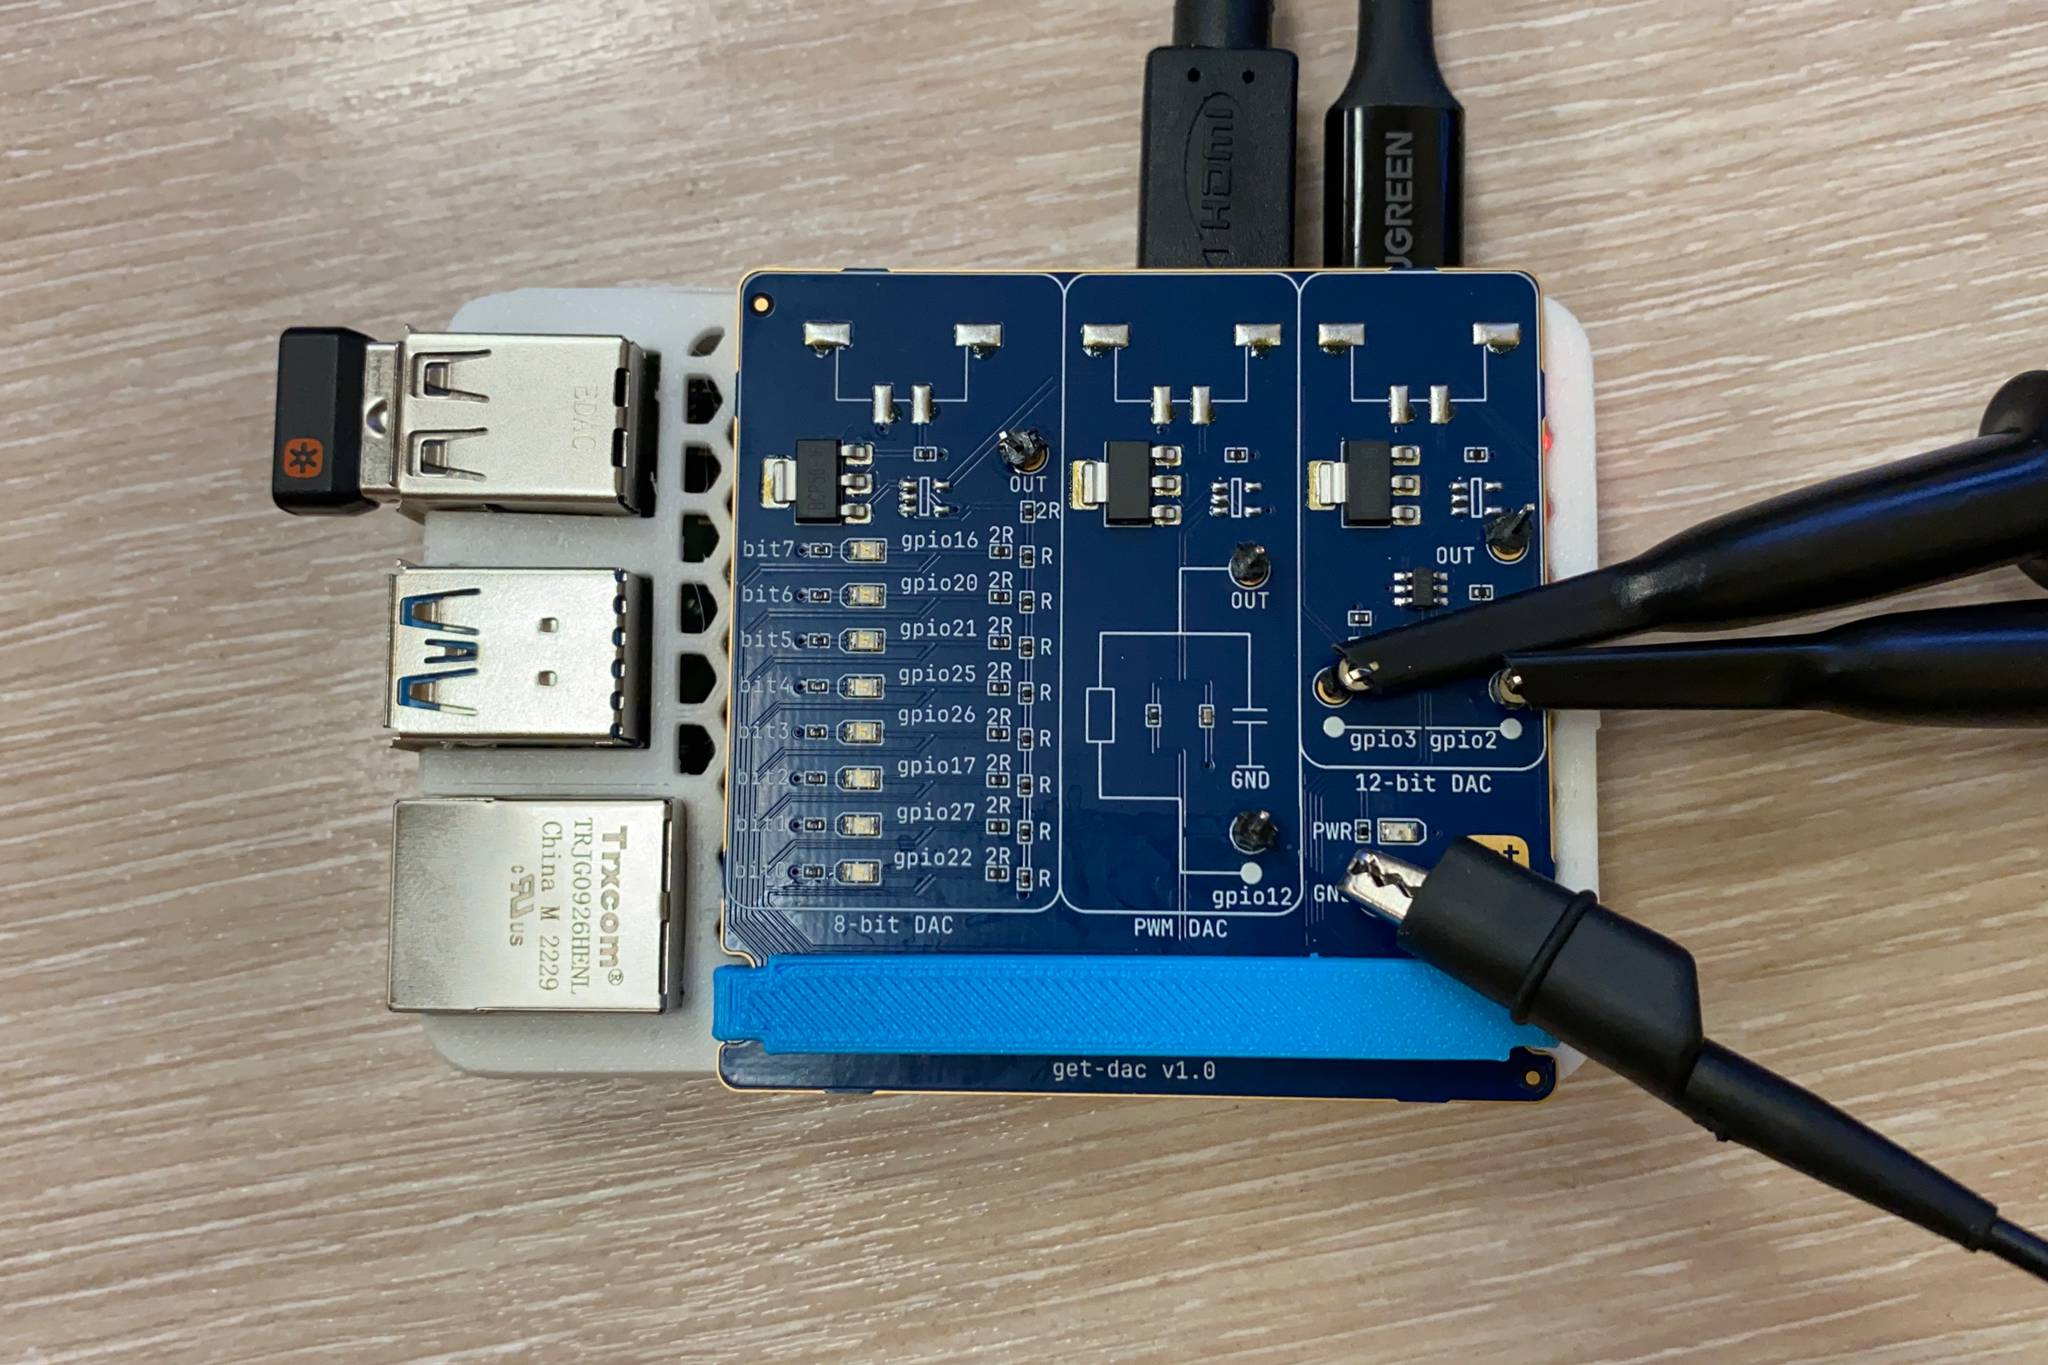 HDMI
UGREEN
EDAC
Trxcom®
TRJG0926HENL
China M 2229
c US
OUT
2R
bit7 gpio16 2R R
bit6 gpio20 2R R
bit5 gpio21 2R R
bit4 gpio25 2R R
bit3 gpio26 2R R
bit2 gpio17 2R R
bit1 gpio27 2R R
bit0 gpio22 2R R
8-bit DAC
OUT
GND
gpio12
PWM DAC
OUT
gpio3 gpio2
12-bit DAC
PWR
get-dac v1.0